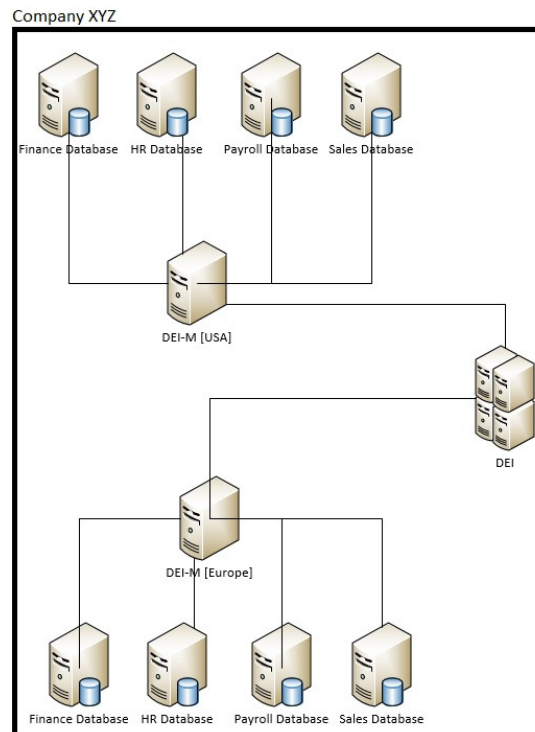 Company XYZ
Finance Database
HR Database
Payroll Database
Sales Database
DEI-M [USA]
DEI
DEI-M [Europe]
Finance Database
HR Database
Payroll Database
Sales Database